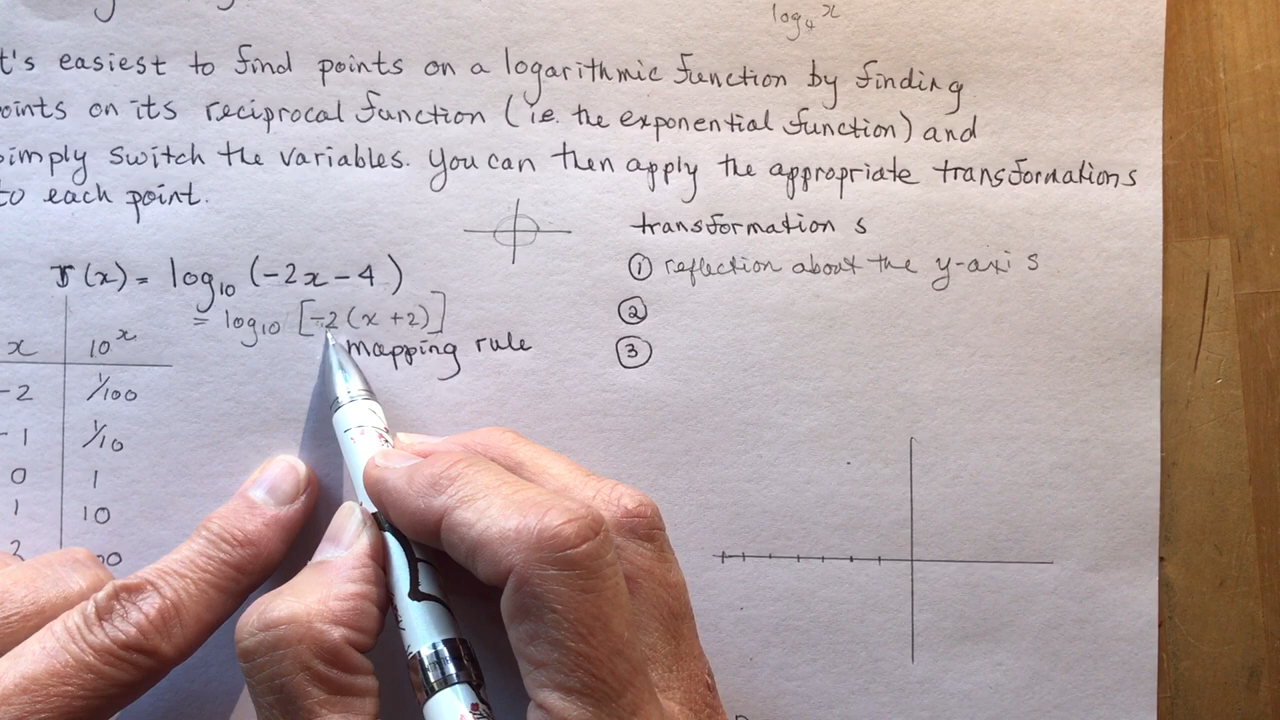 log₄ x
t's easiest to find points on a logarithmic function by finding
oints on its reciprocal function (i.e. the exponential function) and
simply switch the variables. You can then apply the appropriate transformations
to each point.
transformation s
f(x) = log₁₀ (-2x - 4)
① reflection about the y-axis
= log₁₀ [-2(x + 2)]
②
x 10ˣ
mapping rule
③
-2 1/100
-1 1/10
0 1
1 10
2